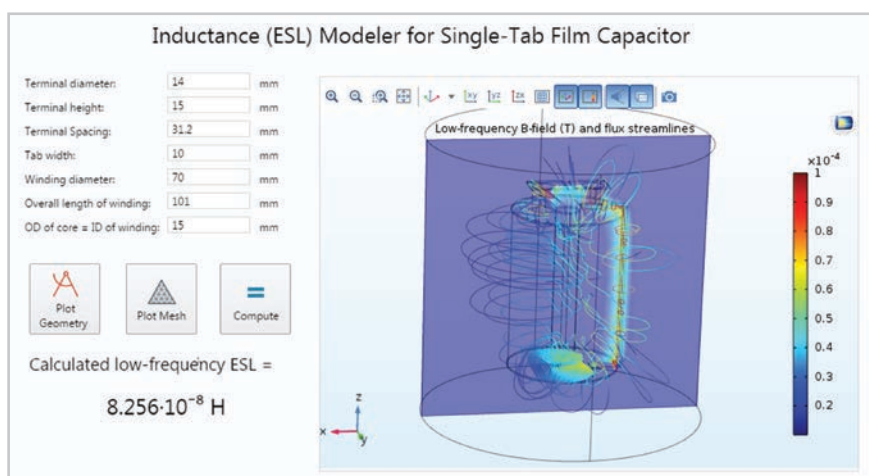 Inductance (ESL) Modeler for Single-Tab Film Capacitor
Terminal diameter: 14 mm
Terminal height: 15 mm
Terminal Spacing: 31.2 mm
Tab width: 10 mm
Winding diameter: 70 mm
Overall length of winding: 101 mm
OD of core = ID of winding: 15 mm
Plot Geometry
Plot Mesh
Compute
Calculated low-frequency ESL =
8.256·10⁻⁸ H
xy yz zx
Low-frequency B-field (T) and flux streamlines
×10⁻⁴
1
0.9
0.8
0.7
0.6
0.5
0.4
0.3
0.2
z
x
y